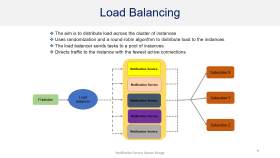 Load Balancing
❖ The aim is to distribute load across the cluster of instances
❖ Uses randomization and a round-robin algorithm to distribute load to the instances
❖ The load balancer sends tasks to a pool of instances
❖ Directs traffic to the instance with the fewest active connections
Notification Service
Notification Service
Notification Service
Notification Service
Notification Service
Publisher
Load
balancer
Subscriber X
Subscriber Y
Subscriber Z
Notification Service System Design